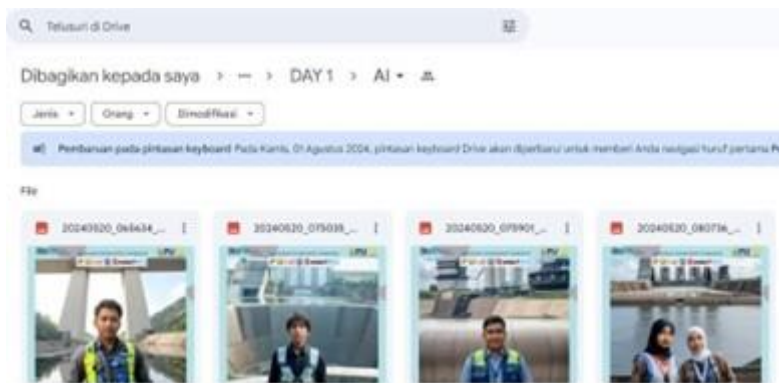 Telusuri di Drive
Dibagikan kepada saya > ... > DAY 1 > AI
Jenis
Orang
Dimodifikasi
Pembaruan pada pintasan keyboard Pada Kamis, 01 Agustus 2024, pintasan keyboard Drive akan diperbarui untuk memberi Anda navigasi huruf pertama
File
20240520_065634_...
20240520_075035_...
20240520_075901_...
20240520_080736_...